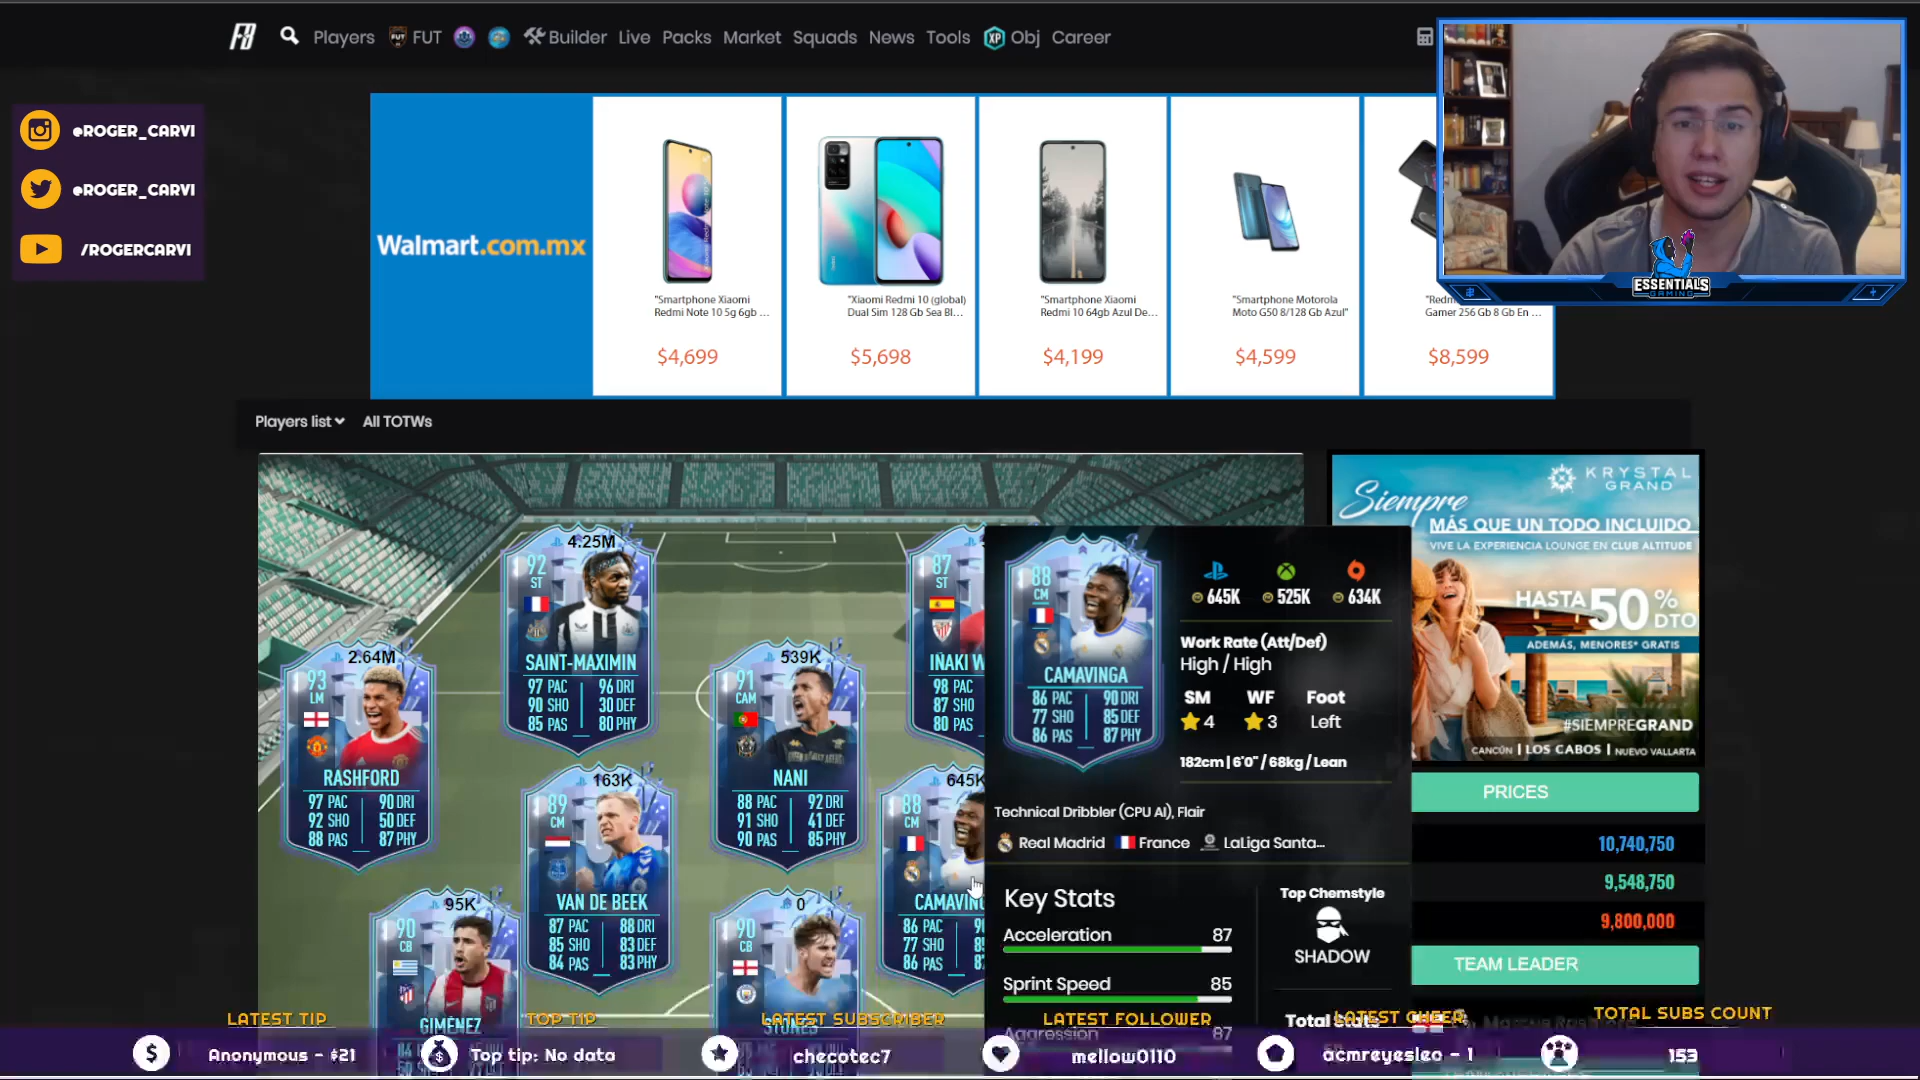 Players FUT Builder Live Packs Market Squads News Tools XP Obj Career
@ROGER_CARVI
@ROGER_CARVI
/ROGERCARVI
Walmart.com.mx
"Smartphone Xiaomi
Redmi Note 10 5g 6gb ...
$4,699
"Xiaomi Redmi 10 (global)
Dual Sim 128 Gb Sea Bl...
$5,698
"Smartphone Xiaomi
Redmi 10 64gb Azul De...
$4,199
"Smartphone Motorola
Moto G50 8/128 Gb Azul"
$4,599
Gamer 256 Gb 8 Gb En ...
$8,599
ESSENTIALS
GAMING
Players list All TOTWs
4.25M
92
ST
SAINT-MAXIMIN
97 PAC 96 DRI
90 SHO 30 DEF
85 PAS 80 PHY
87
ST
98 PAC
87 SHO
80 PAS
2.64M
93
LM
RASHFORD
97 PAC 90 DRI
92 SHO 50 DEF
88 PAS 87 PHY
539K
91
CAM
NANI
88 PAC 92 DRI
91 SHO 41 DEF
90 PAS 85 PHY
163K
89
CM
VAN DE BEEK
87 PAC 88 DRI
85 SHO 83 DEF
84 PAS 83 PHY
645K
88
CM
86 PAC
77 SHO
86 PAS
95K
90
CB
GIMÉNEZ
0
90
CB
STONES
88
CM
CAMAVINGA
86 PAC 90 DRI
77 SHO 85 DEF
86 PAS 87 PHY
645K 525K 634K
Work Rate (Att/Def)
High / High
SM WF Foot
4 3 Left
182cm | 6'0" / 68kg / Lean
Technical Dribbler (CPU AI), Flair
Real Madrid France LaLiga Santa...
Key Stats
Acceleration 87
Sprint Speed 85
Aggression 87
Top Chemstyle
SHADOW
Total Stats
KRYSTAL
GRAND
Siempre
MÁS QUE UN TODO INCLUIDO
VIVE LA EXPERIENCIA LOUNGE EN CLUB ALTITUDE
HASTA 50 %
DTO
ADEMÁS, MENORES* GRATIS
#SIEMPREGRAND
CANCÚN | LOS CABOS | NUEVO VALLARTA
PRICES
10,740,750
9,548,750
9,800,000
TEAM LEADER
LATEST TIP
Anonymous - $21
TOP TIP
Top tip: No data
LATEST SUBSCRIBER
checotec7
LATEST FOLLOWER
mellow0110
LATEST CHEER
acmreyesleo - 1
TOTAL SUBS COUNT
153